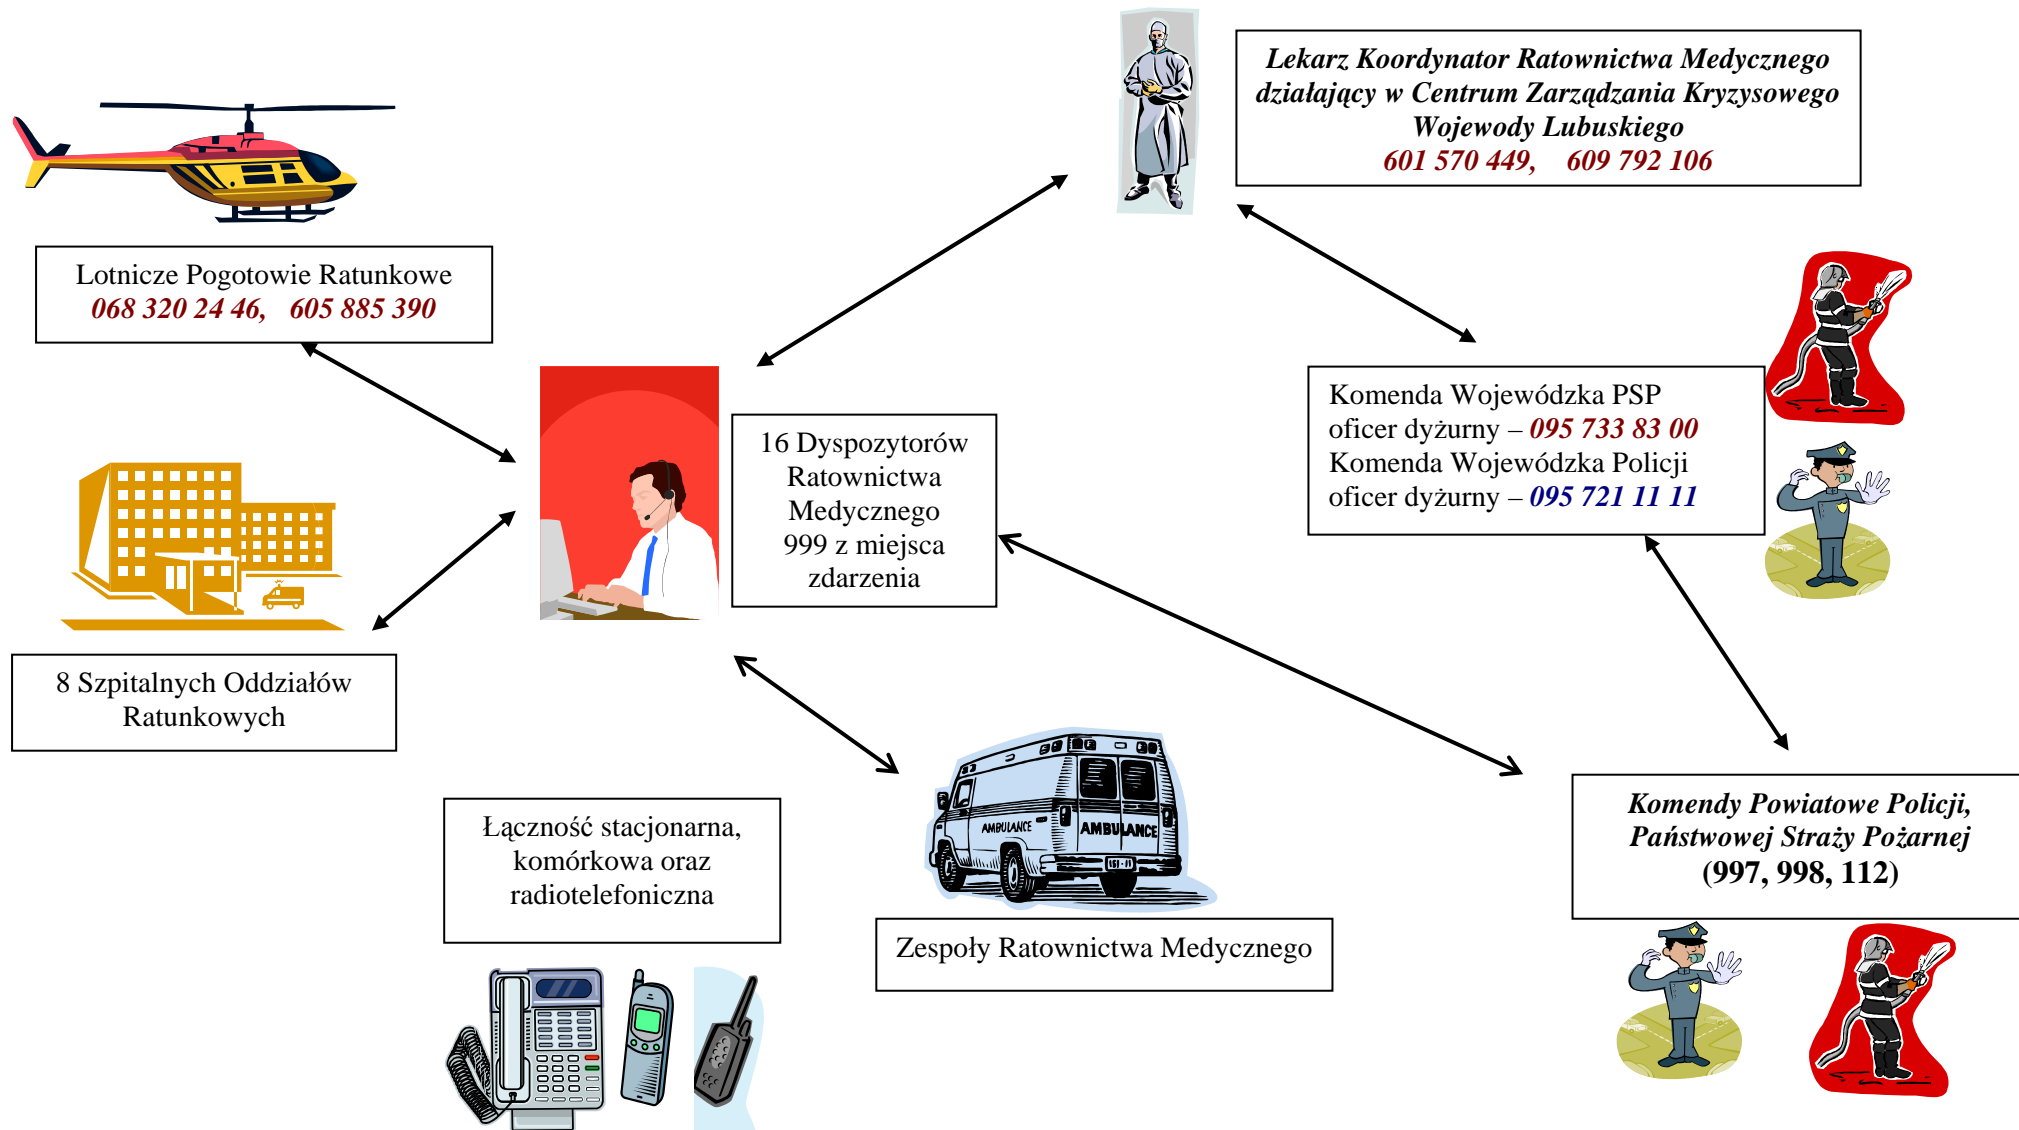 Lekarz Koordynator Ratownictwa Medycznego
działający w Centrum Zarządzania Kryzysowego
Wojewody Lubuskiego
601 570 449, 609 792 106
Lotnicze Pogotowie Ratunkowe
068 320 24 46, 605 885 390
16 Dyspozytorów
Ratownictwa
Medycznego
999 z miejsca
zdarzenia
Komenda Wojewódzka PSP
oficer dyżurny – 095 733 83 00
Komenda Wojewódzka Policji
oficer dyżurny – 095 721 11 11
8 Szpitalnych Oddziałów
Ratunkowych
Łączność stacjonarna,
komórkowa oraz
radiotelefoniczna
AMBULANCE
AMBULANCE
Zespoły Ratownictwa Medycznego
Komendy Powiatowe Policji,
Państwowej Straży Pożarnej
(997, 998, 112)